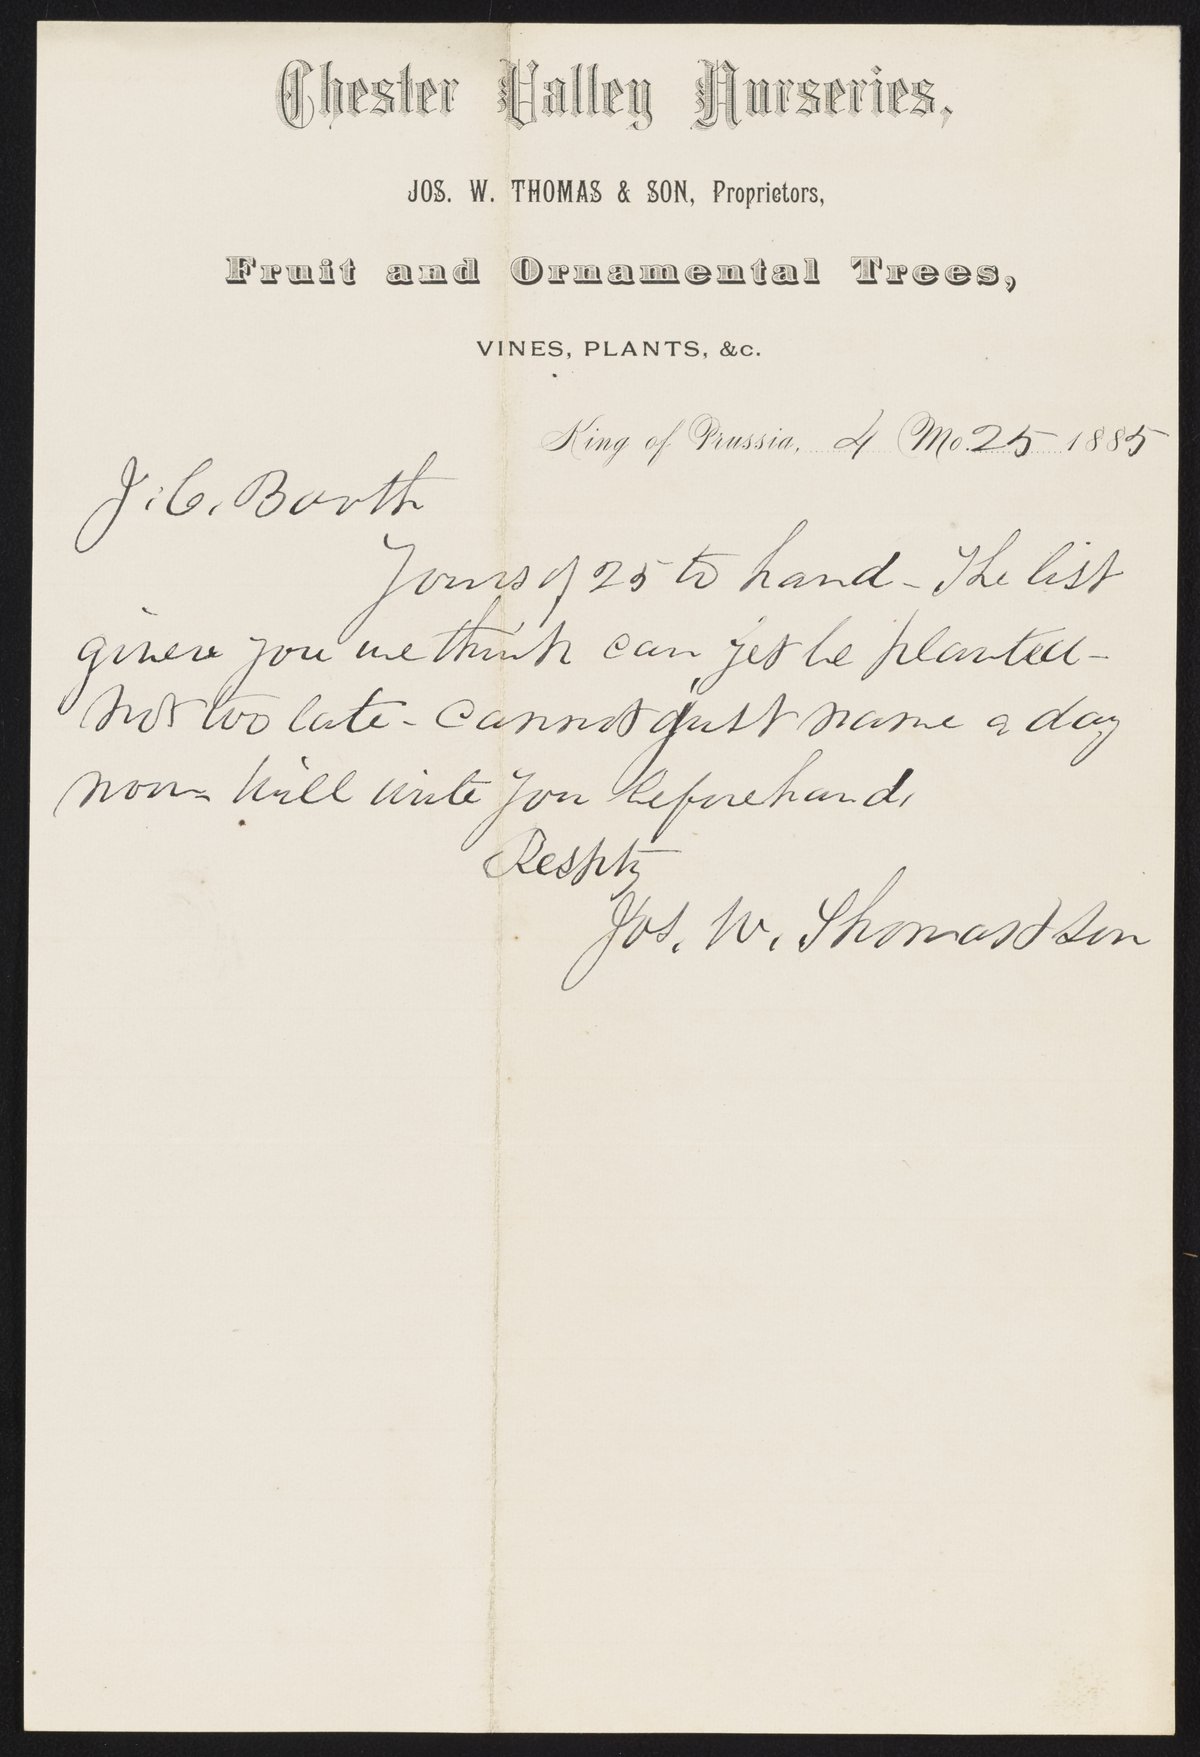 Chester Valley Nurseries,
JOS. W. THOMAS & SON, Proprietors,
Fruit and Ornamental Trees,
VINES, PLANTS, &c.
King of Prussia, 4 Mo. 25 1885
J. C. Booth
Yours of 25 to hand - The list
given you we think can yet be planted -
not too late - Cannot just name a day
now - Will write you beforehand.
Respty
Jos. W. Thomas & Son